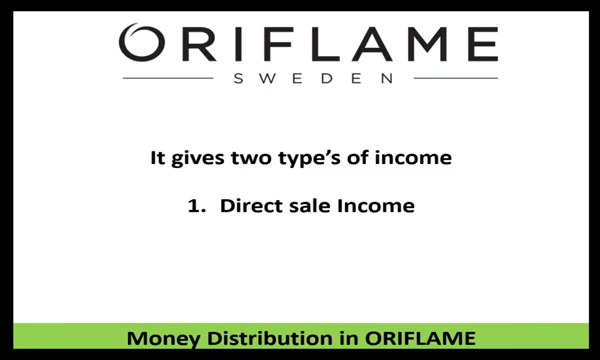 ORIFLAME
SWEDEN
It gives two type's of income
1. Direct sale Income
Money Distribution in ORIFLAME